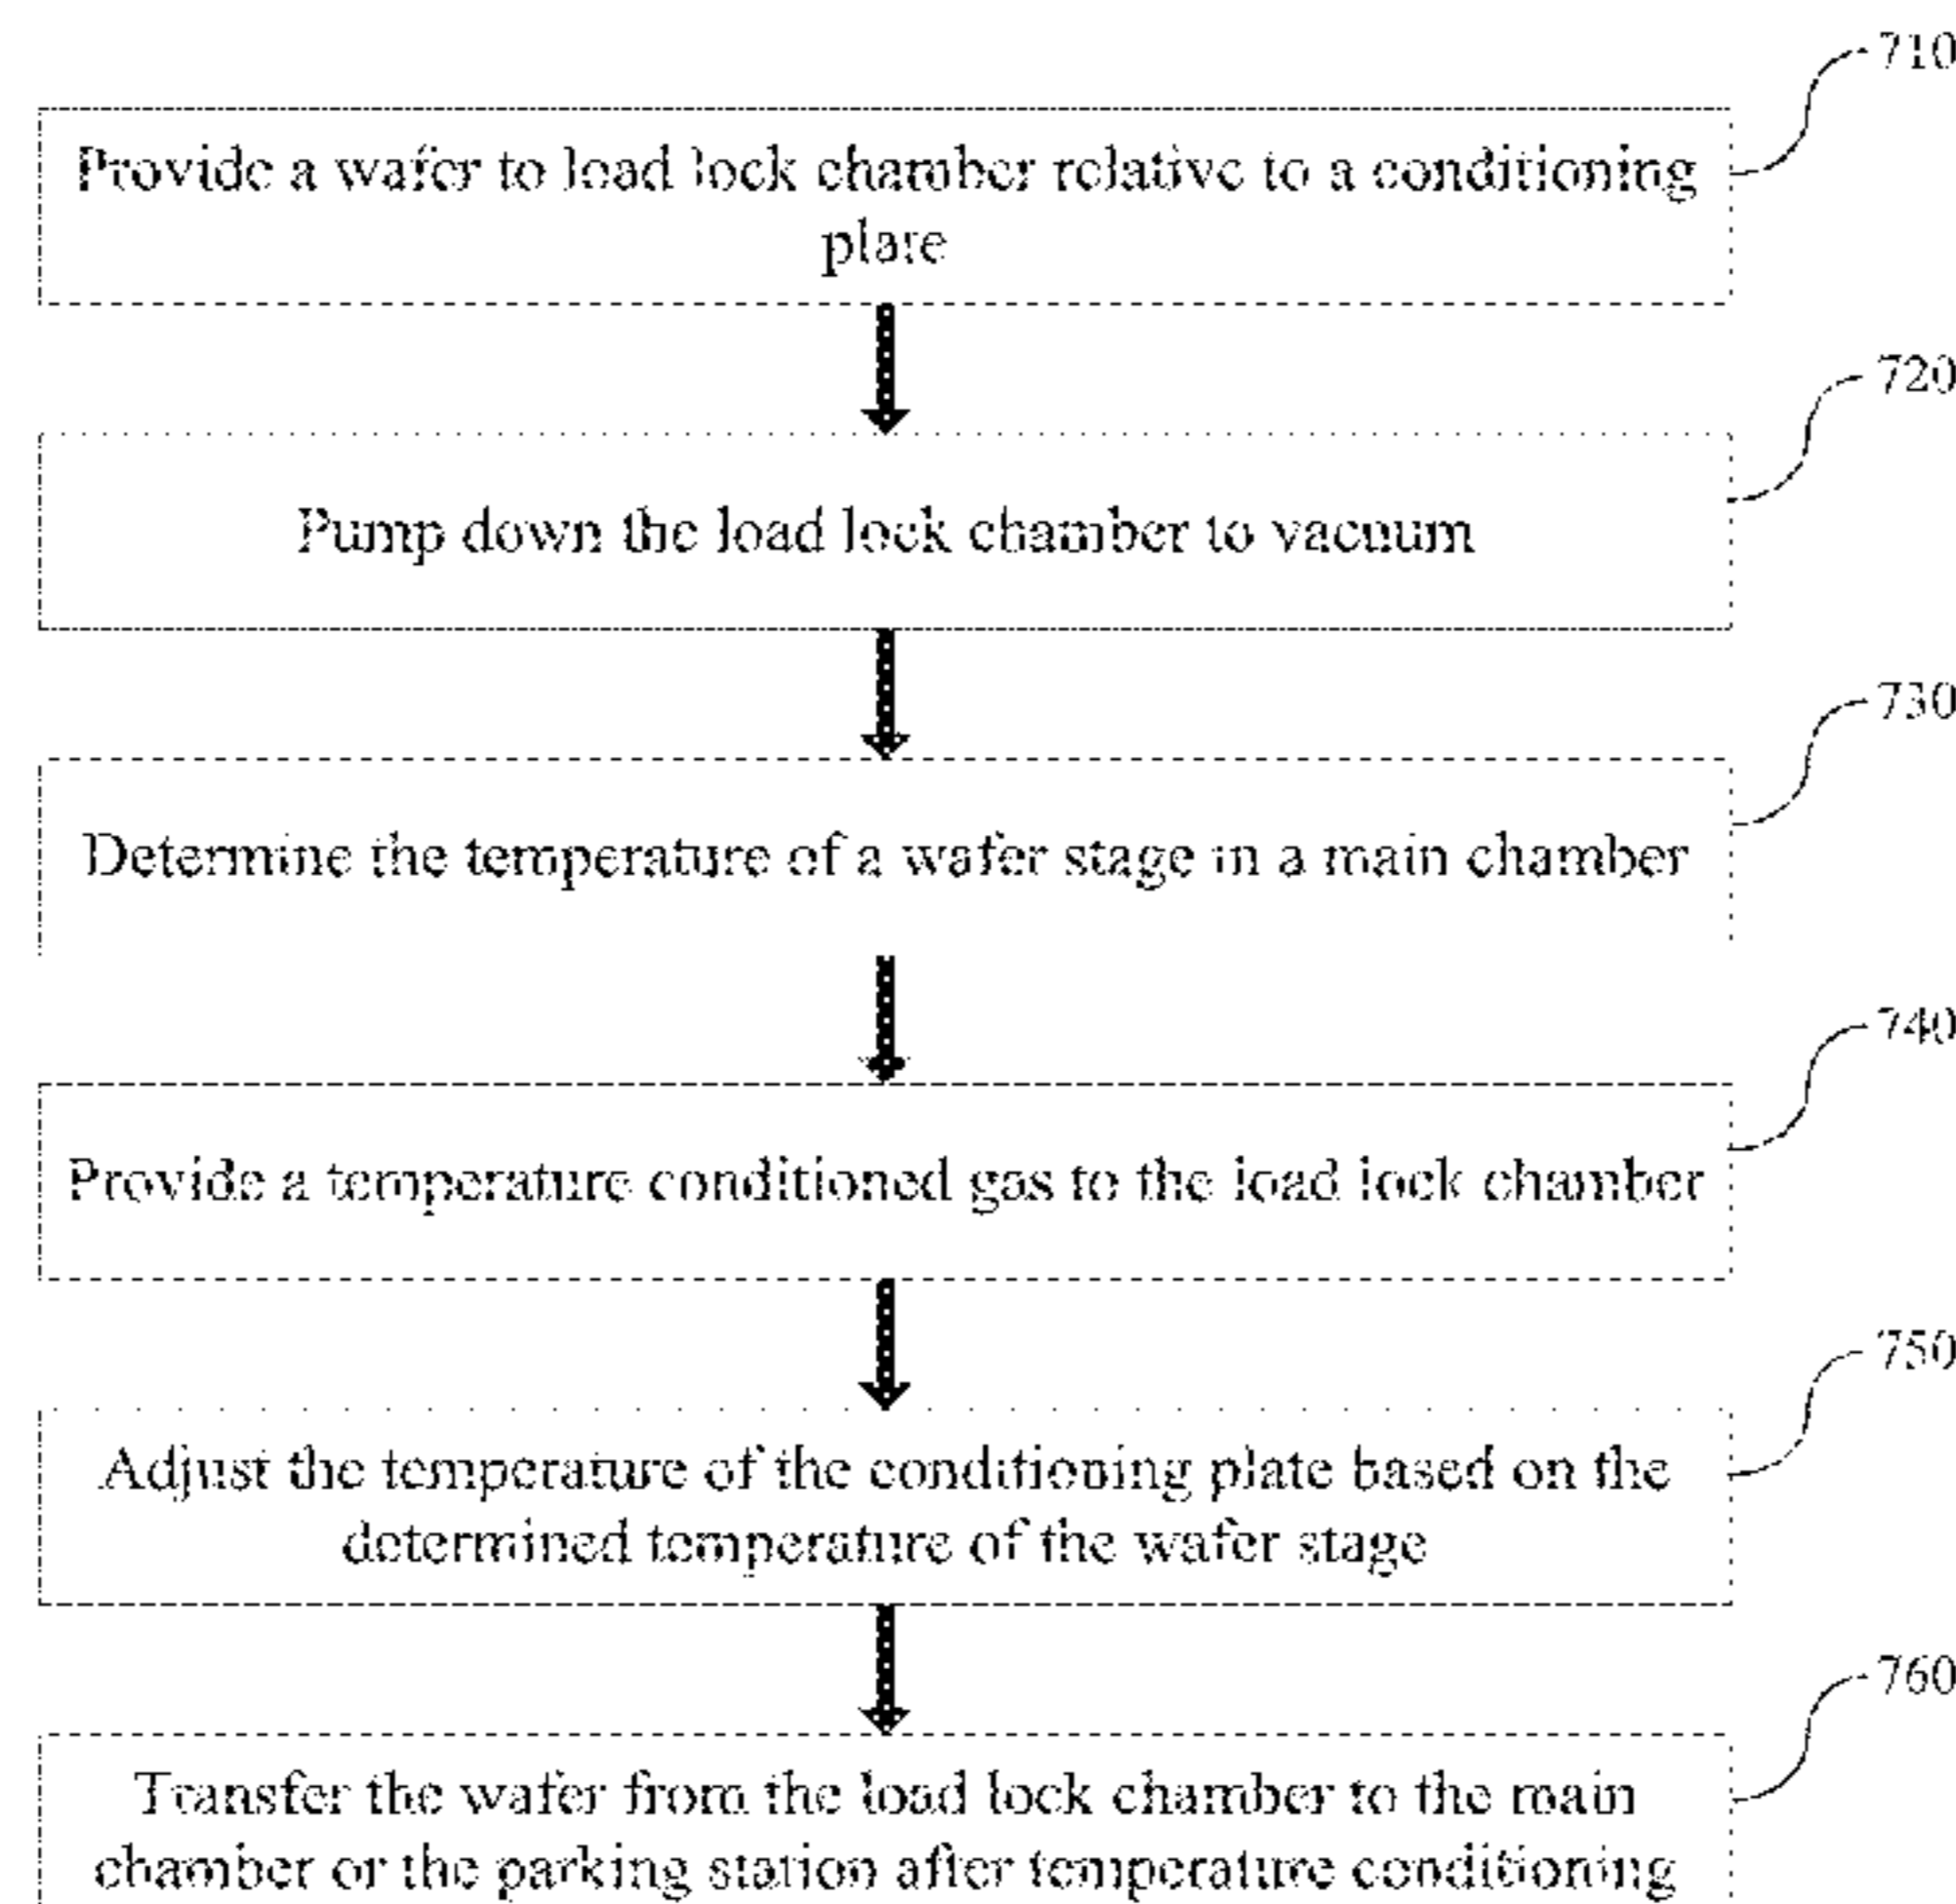 710
Provide a wafer to load lock chamber relative to a conditioning
plate
720
Pump down the load lock chamber to vacuum
730
Determine the temperature of a wafer stage in a main chamber
740
Provide a temperature conditioned gas to the load lock chamber
750
Adjust the temperature of the conditioning plate based on the
determined temperature of the wafer stage
760
Transfer the wafer from the load lock chamber to the main
chamber or the parking station after temperature conditioning